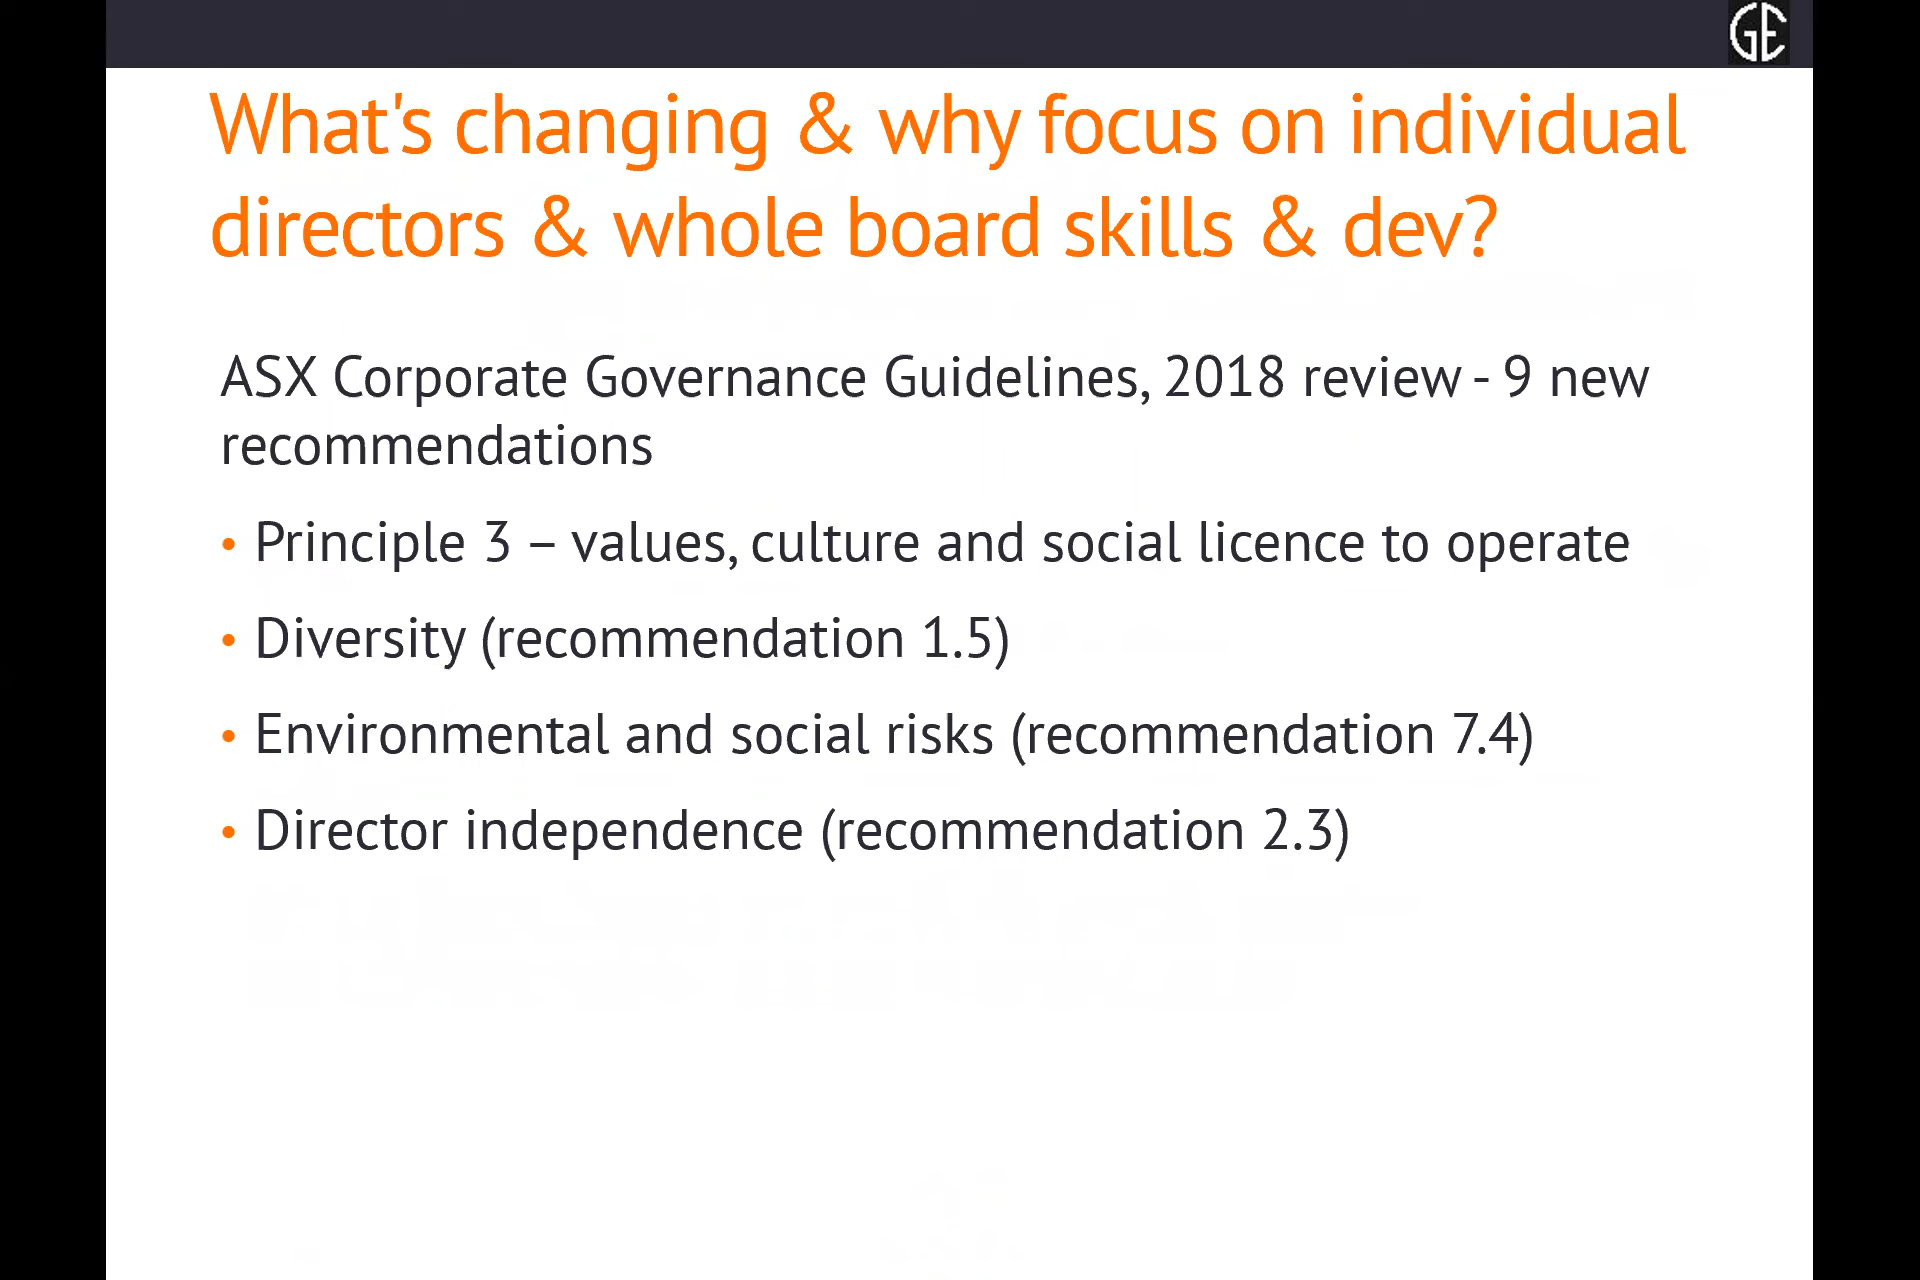 GE
What's changing & why focus on individual
directors & whole board skills & dev?
ASX Corporate Governance Guidelines, 2018 review - 9 new
recommendations
• Principle 3 – values, culture and social licence to operate
• Diversity (recommendation 1.5)
• Environmental and social risks (recommendation 7.4)
• Director independence (recommendation 2.3)